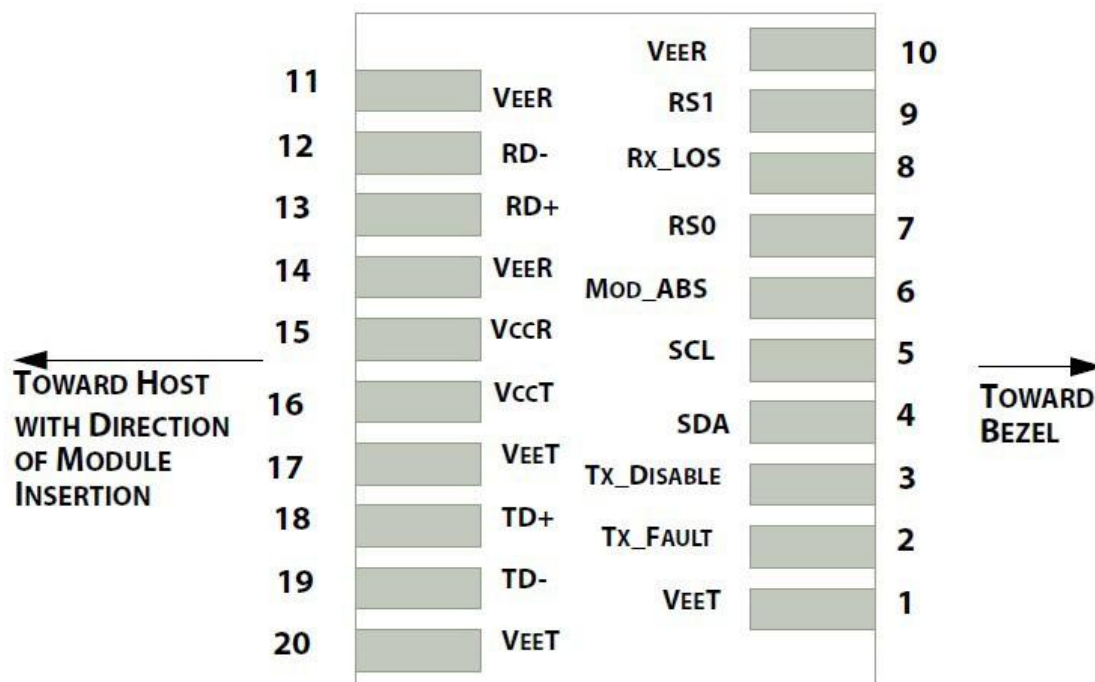 VEER 10
11 VEER
RS1 9
12 RD-
RX_LOS 8
13 RD+
RS0 7
14 VEER
MOD_ABS 6
15 VCCR
SCL 5
TOWARD HOST
WITH DIRECTION
OF MODULE
INSERTION
TOWARD
BEZEL
16 VCCT
SDA 4
17 VEET
TX_DISABLE 3
18 TD+
TX_FAULT 2
19 TD-
VEET 1
20 VEET